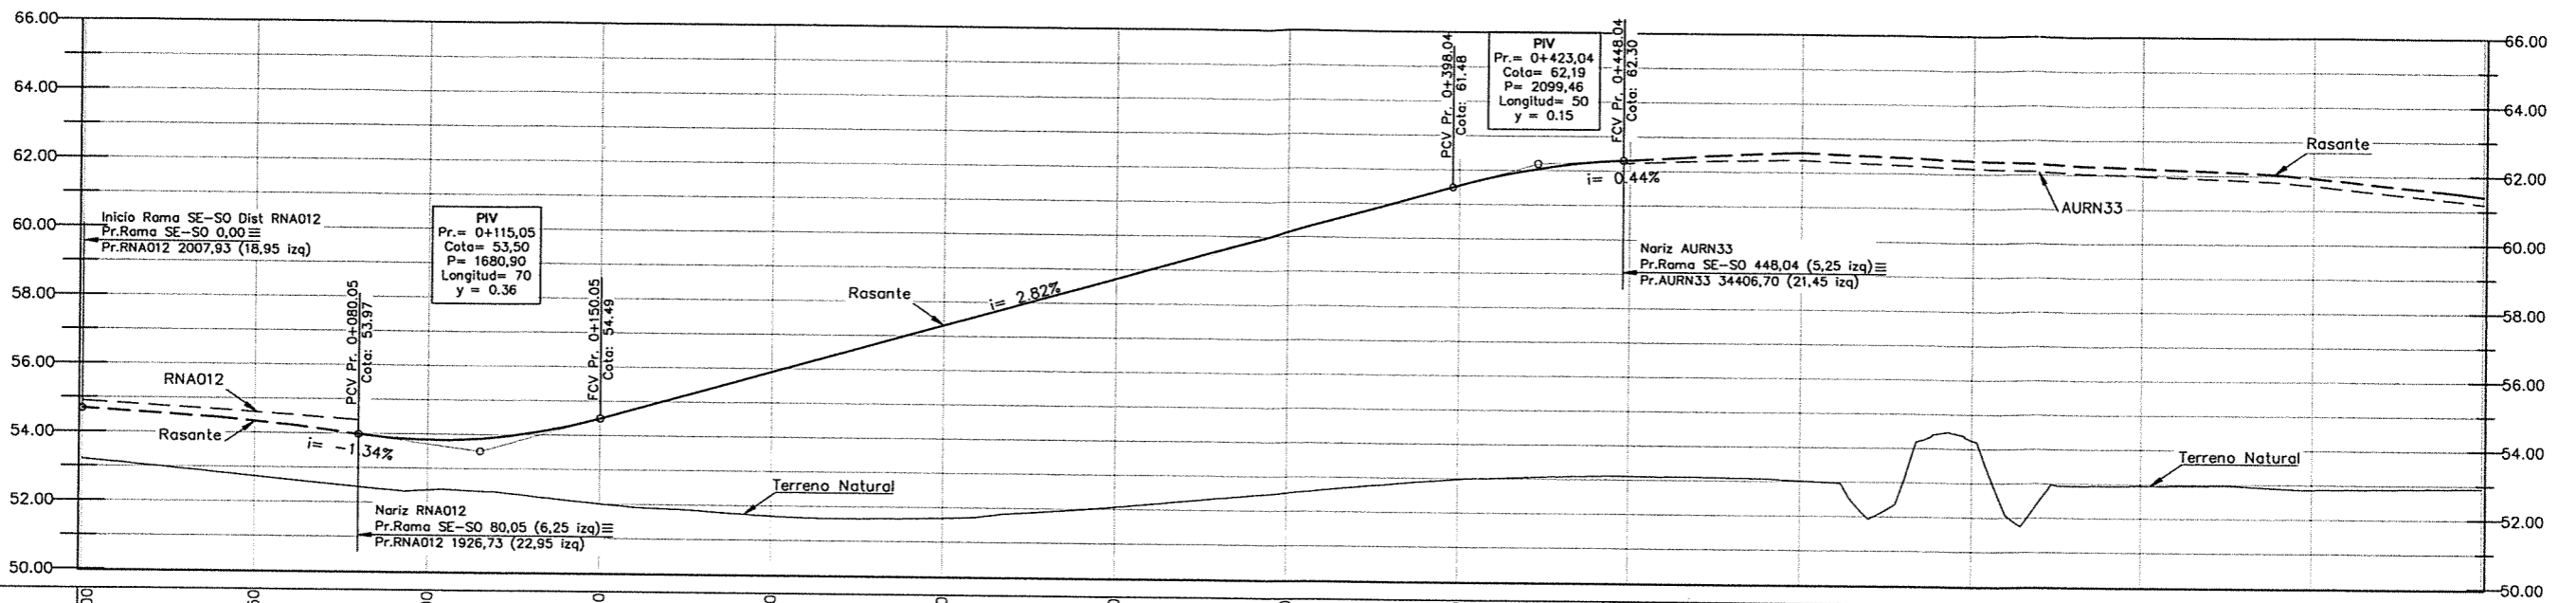 66.00
64.00
62.00
60.00
58.00
56.00
54.00
52.00
50.00
Inicio Rama SE-SO Dist RNA012
Pr.Rama SE-SO 0,00≡
Pr.RNA012 2007,93 (18,95 izq)
RNA012
Rasante
i= -1.34%
PCV Pr. 0+080.05
Cota: 53.97
Nariz RNA012
Pr.Rama SE-SO 80,05 (6,25 izq)≡
Pr.RNA012 1926,73 (22,95 izq)
PIV
Pr.= 0+115,05
Cota= 53,50
P= 1680,90
Longitud= 70
y = 0.36
FCV Pr. 0+150.05
Cota: 54.49
Terreno Natural
Rasante
i= 2.82%
PCV Pr. 0+398.04
Cota: 61.48
PIV
Pr.= 0+423,04
Cota= 62,19
P= 2099,46
Longitud= 50
y = 0.15
FCV Pr. 0+448.04
Cota: 62.30
i= 0.44%
Nariz AURN33
Pr.Rama SE-SO 448,04 (5,25 izq)≡
Pr.AURN33 34406,70 (21,45 izq)
Rasante
AURN33
Terreno Natural
66.00
64.00
62.00
60.00
58.00
56.00
54.00
52.00
50.00